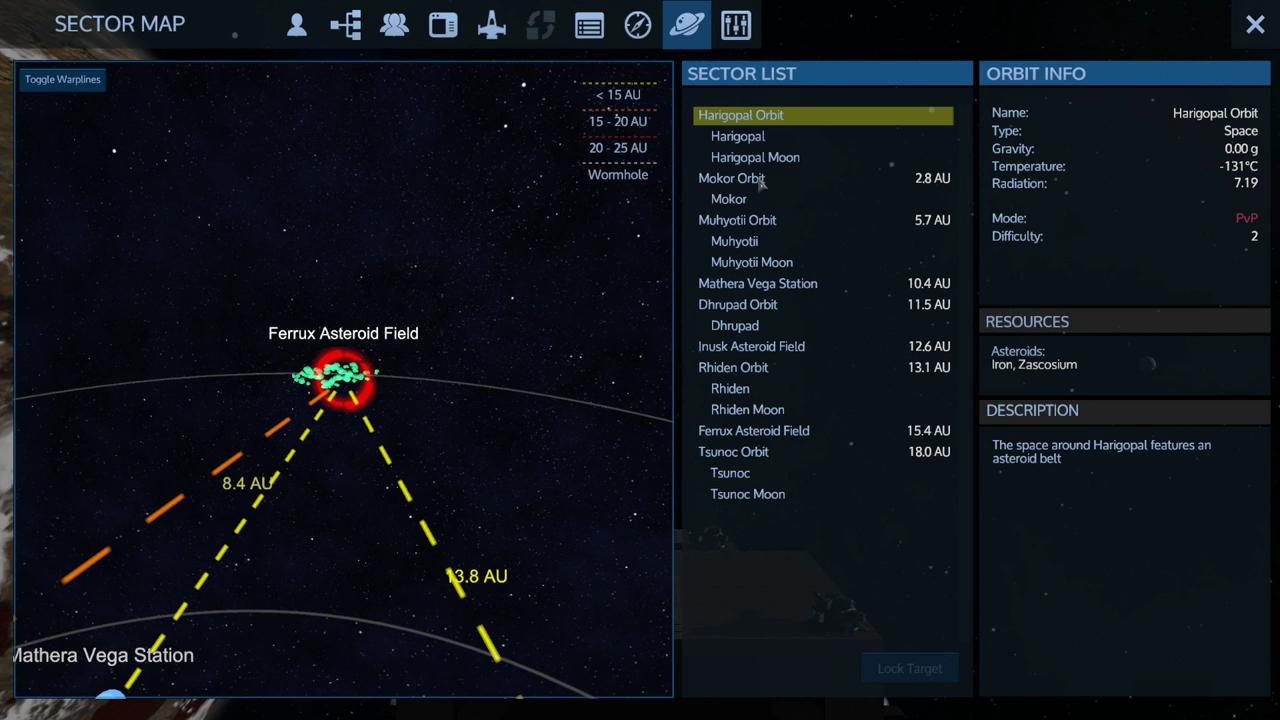 SECTOR MAP
Toggle Warplines
< 15 AU
15 - 20 AU
20 - 25 AU
Wormhole
Ferrux Asteroid Field
8.4 AU
13.8 AU
Mathera Vega Station
SECTOR LIST
Harigopal Orbit
Harigopal
Harigopal Moon
Mokor Orbit 2.8 AU
Mokor
Muhyotii Orbit 5.7 AU
Muhyotii
Muhyotii Moon
Mathera Vega Station 10.4 AU
Dhrupad Orbit 11.5 AU
Dhrupad
Inusk Asteroid Field 12.6 AU
Rhiden Orbit 13.1 AU
Rhiden
Rhiden Moon
Ferrux Asteroid Field 15.4 AU
Tsunoc Orbit 18.0 AU
Tsunoc
Tsunoc Moon
Lock Target
ORBIT INFO
Name: Harigopal Orbit
Type: Space
Gravity: 0.00 g
Temperature: -131°C
Radiation: 7.19
Mode: PvP
Difficulty: 2
RESOURCES
Asteroids:
Iron, Zascosium
DESCRIPTION
The space around Harigopal features an
asteroid belt